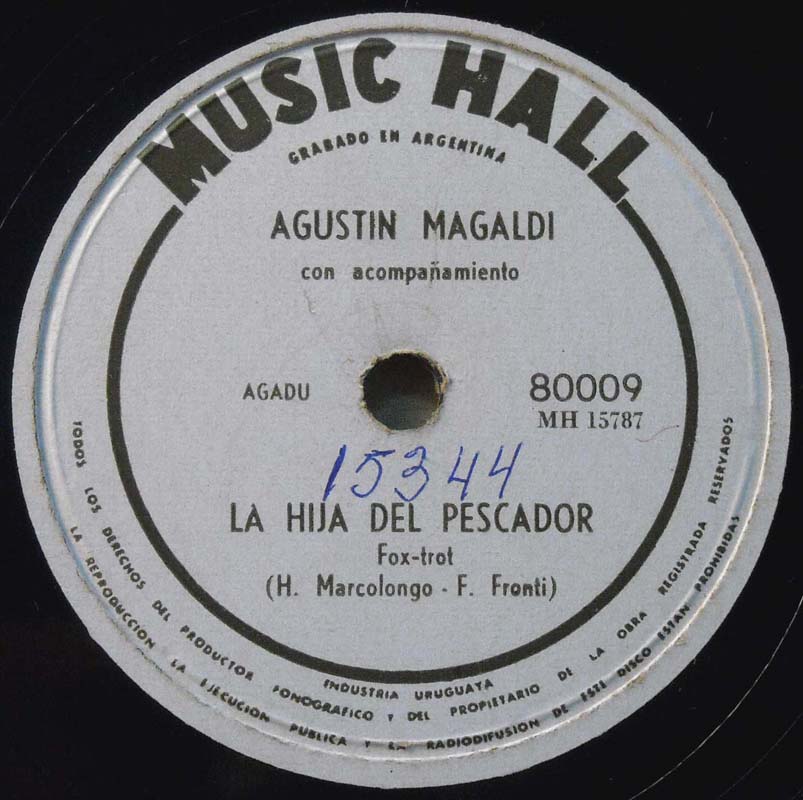 MUSIC HALL
GRABADO EN ARGENTINA
AGUSTIN MAGALDI
con acompañamiento
AGADU
80009
MH 15787
15344
LA HIJA DEL PESCADOR
Fox-trot
(H. Marcolongo - F. Fronti)
INDUSTRIA URUGUAYA
TODOS LOS DERECHOS DEL PRODUCTOR FONOGRAFICO Y DEL PROPIETARIO DE LA OBRA REGISTRADA RESERVADOS
LA REPRODUCCION LA EJECUCION PUBLICA Y LA RADIODIFUSION DE ESTE DISCO ESTAN PROHIBIDAS